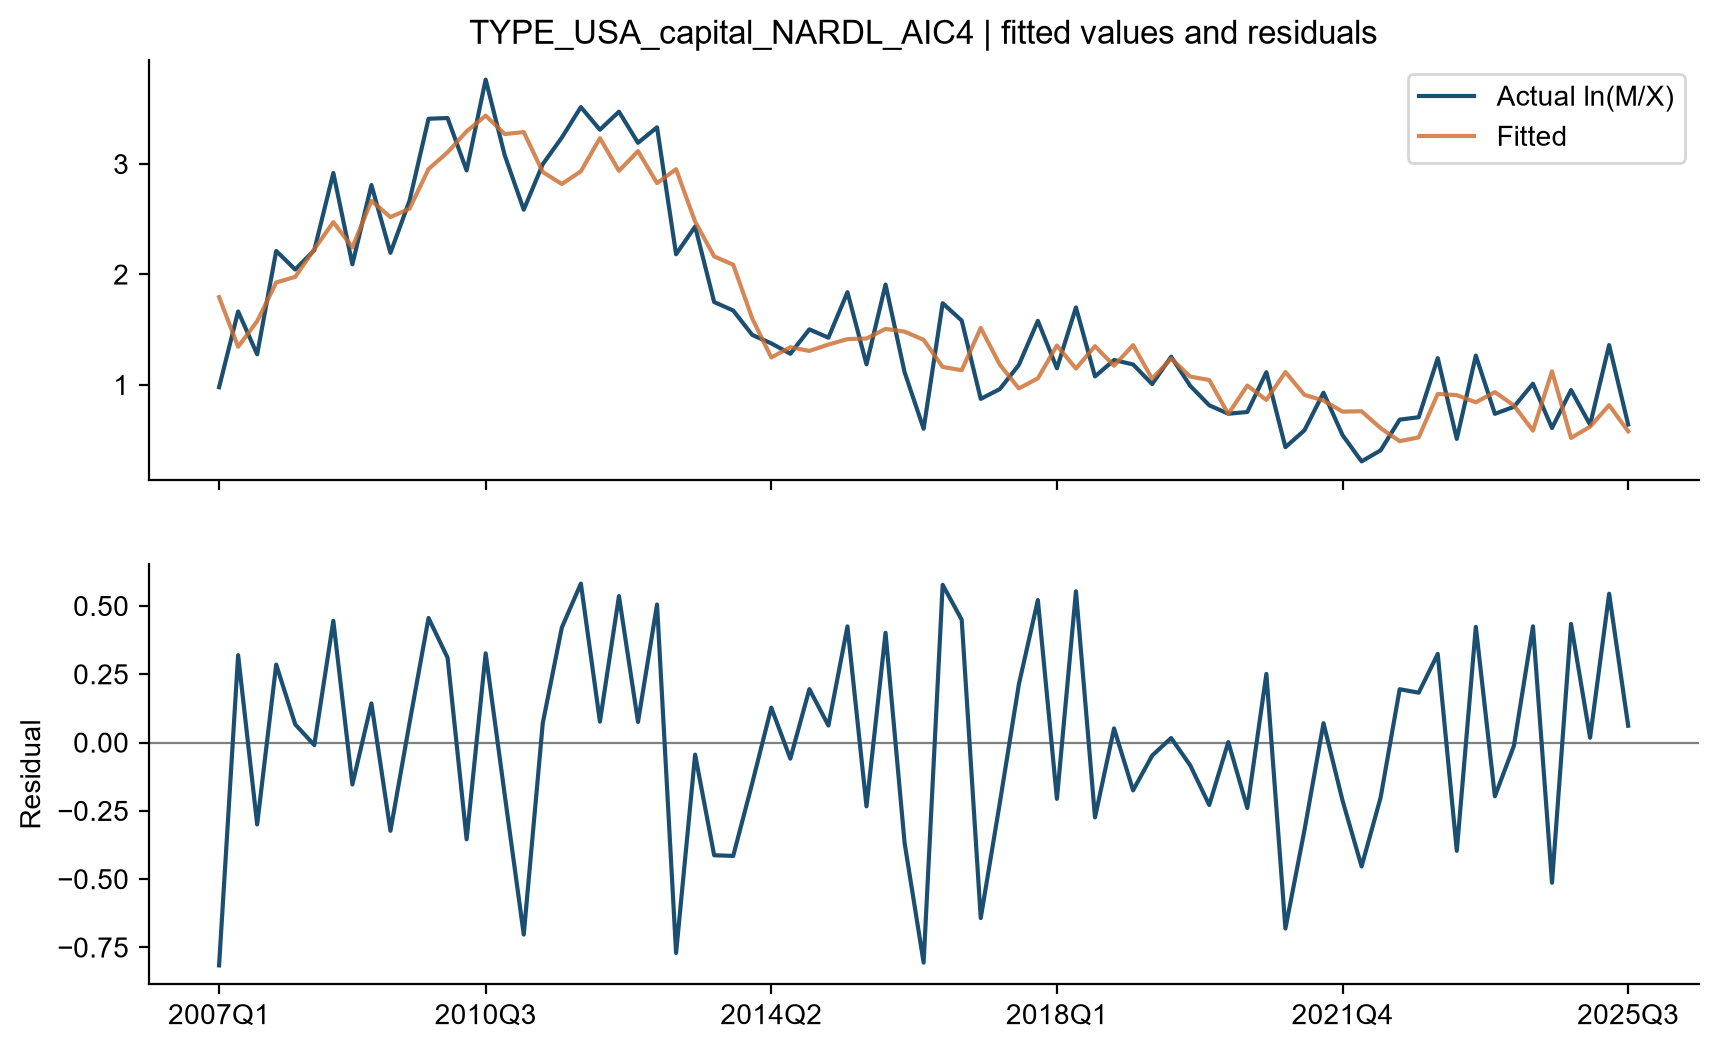 TYPE_USA_capital_NARDL_AIC4 | fitted values and residuals
Actual ln(M/X)
Fitted
3
2
1
0.50
0.25
0.00
−0.25
−0.50
−0.75
Residual
2007Q1 2010Q3 2014Q2 2018Q1 2021Q4 2025Q3